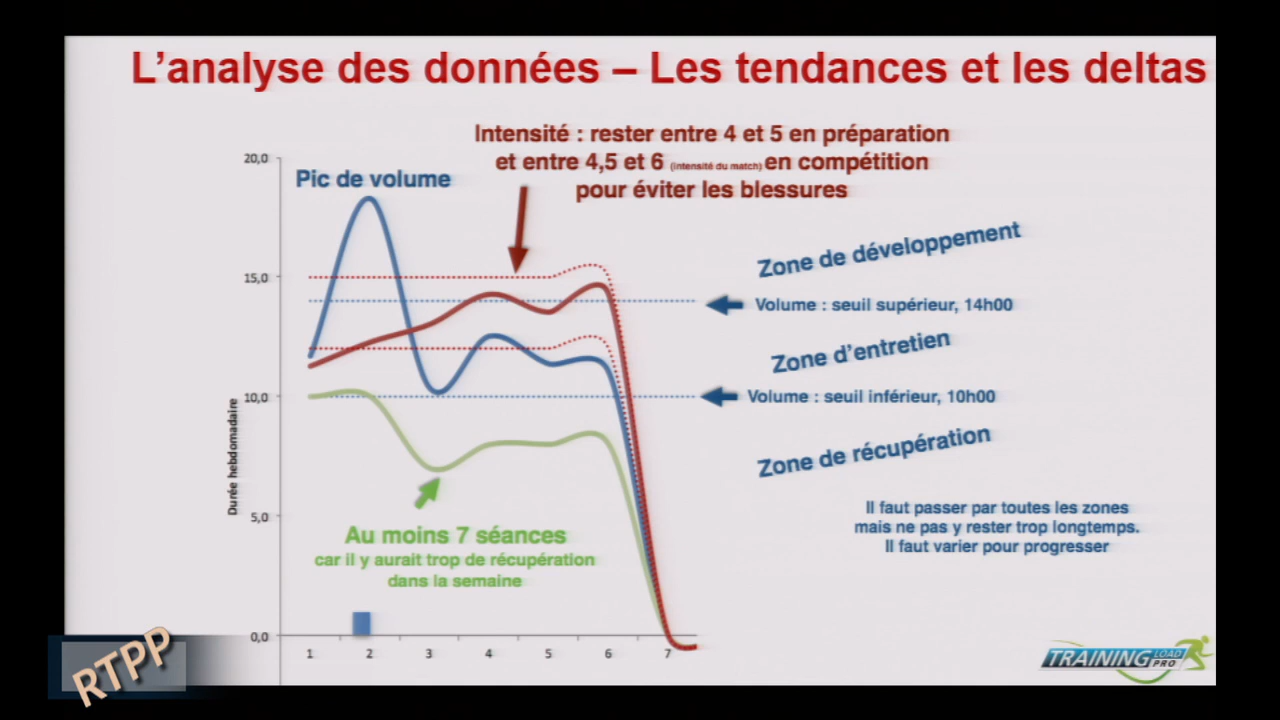 L'analyse des données – Les tendances et les deltas
Intensité : rester entre 4 et 5 en préparation
et entre 4,5 et 6 (intensité du match) en compétition
pour éviter les blessures
Pic de volume
20,0
15,0
10,0
5,0
0,0
Durée hebdomadaire
Zone de développement
Volume : seuil supérieur, 14h00
Zone d'entretien
Volume : seuil inférieur, 10h00
Zone de récupération
Il faut passer par toutes les zones
mais ne pas y rester trop longtemps.
Il faut varier pour progresser
Au moins 7 séances
car il y aurait trop de récupération
dans la semaine
1 2 3 4 5 6 7
RTPP
TRAINING LOAD PRO